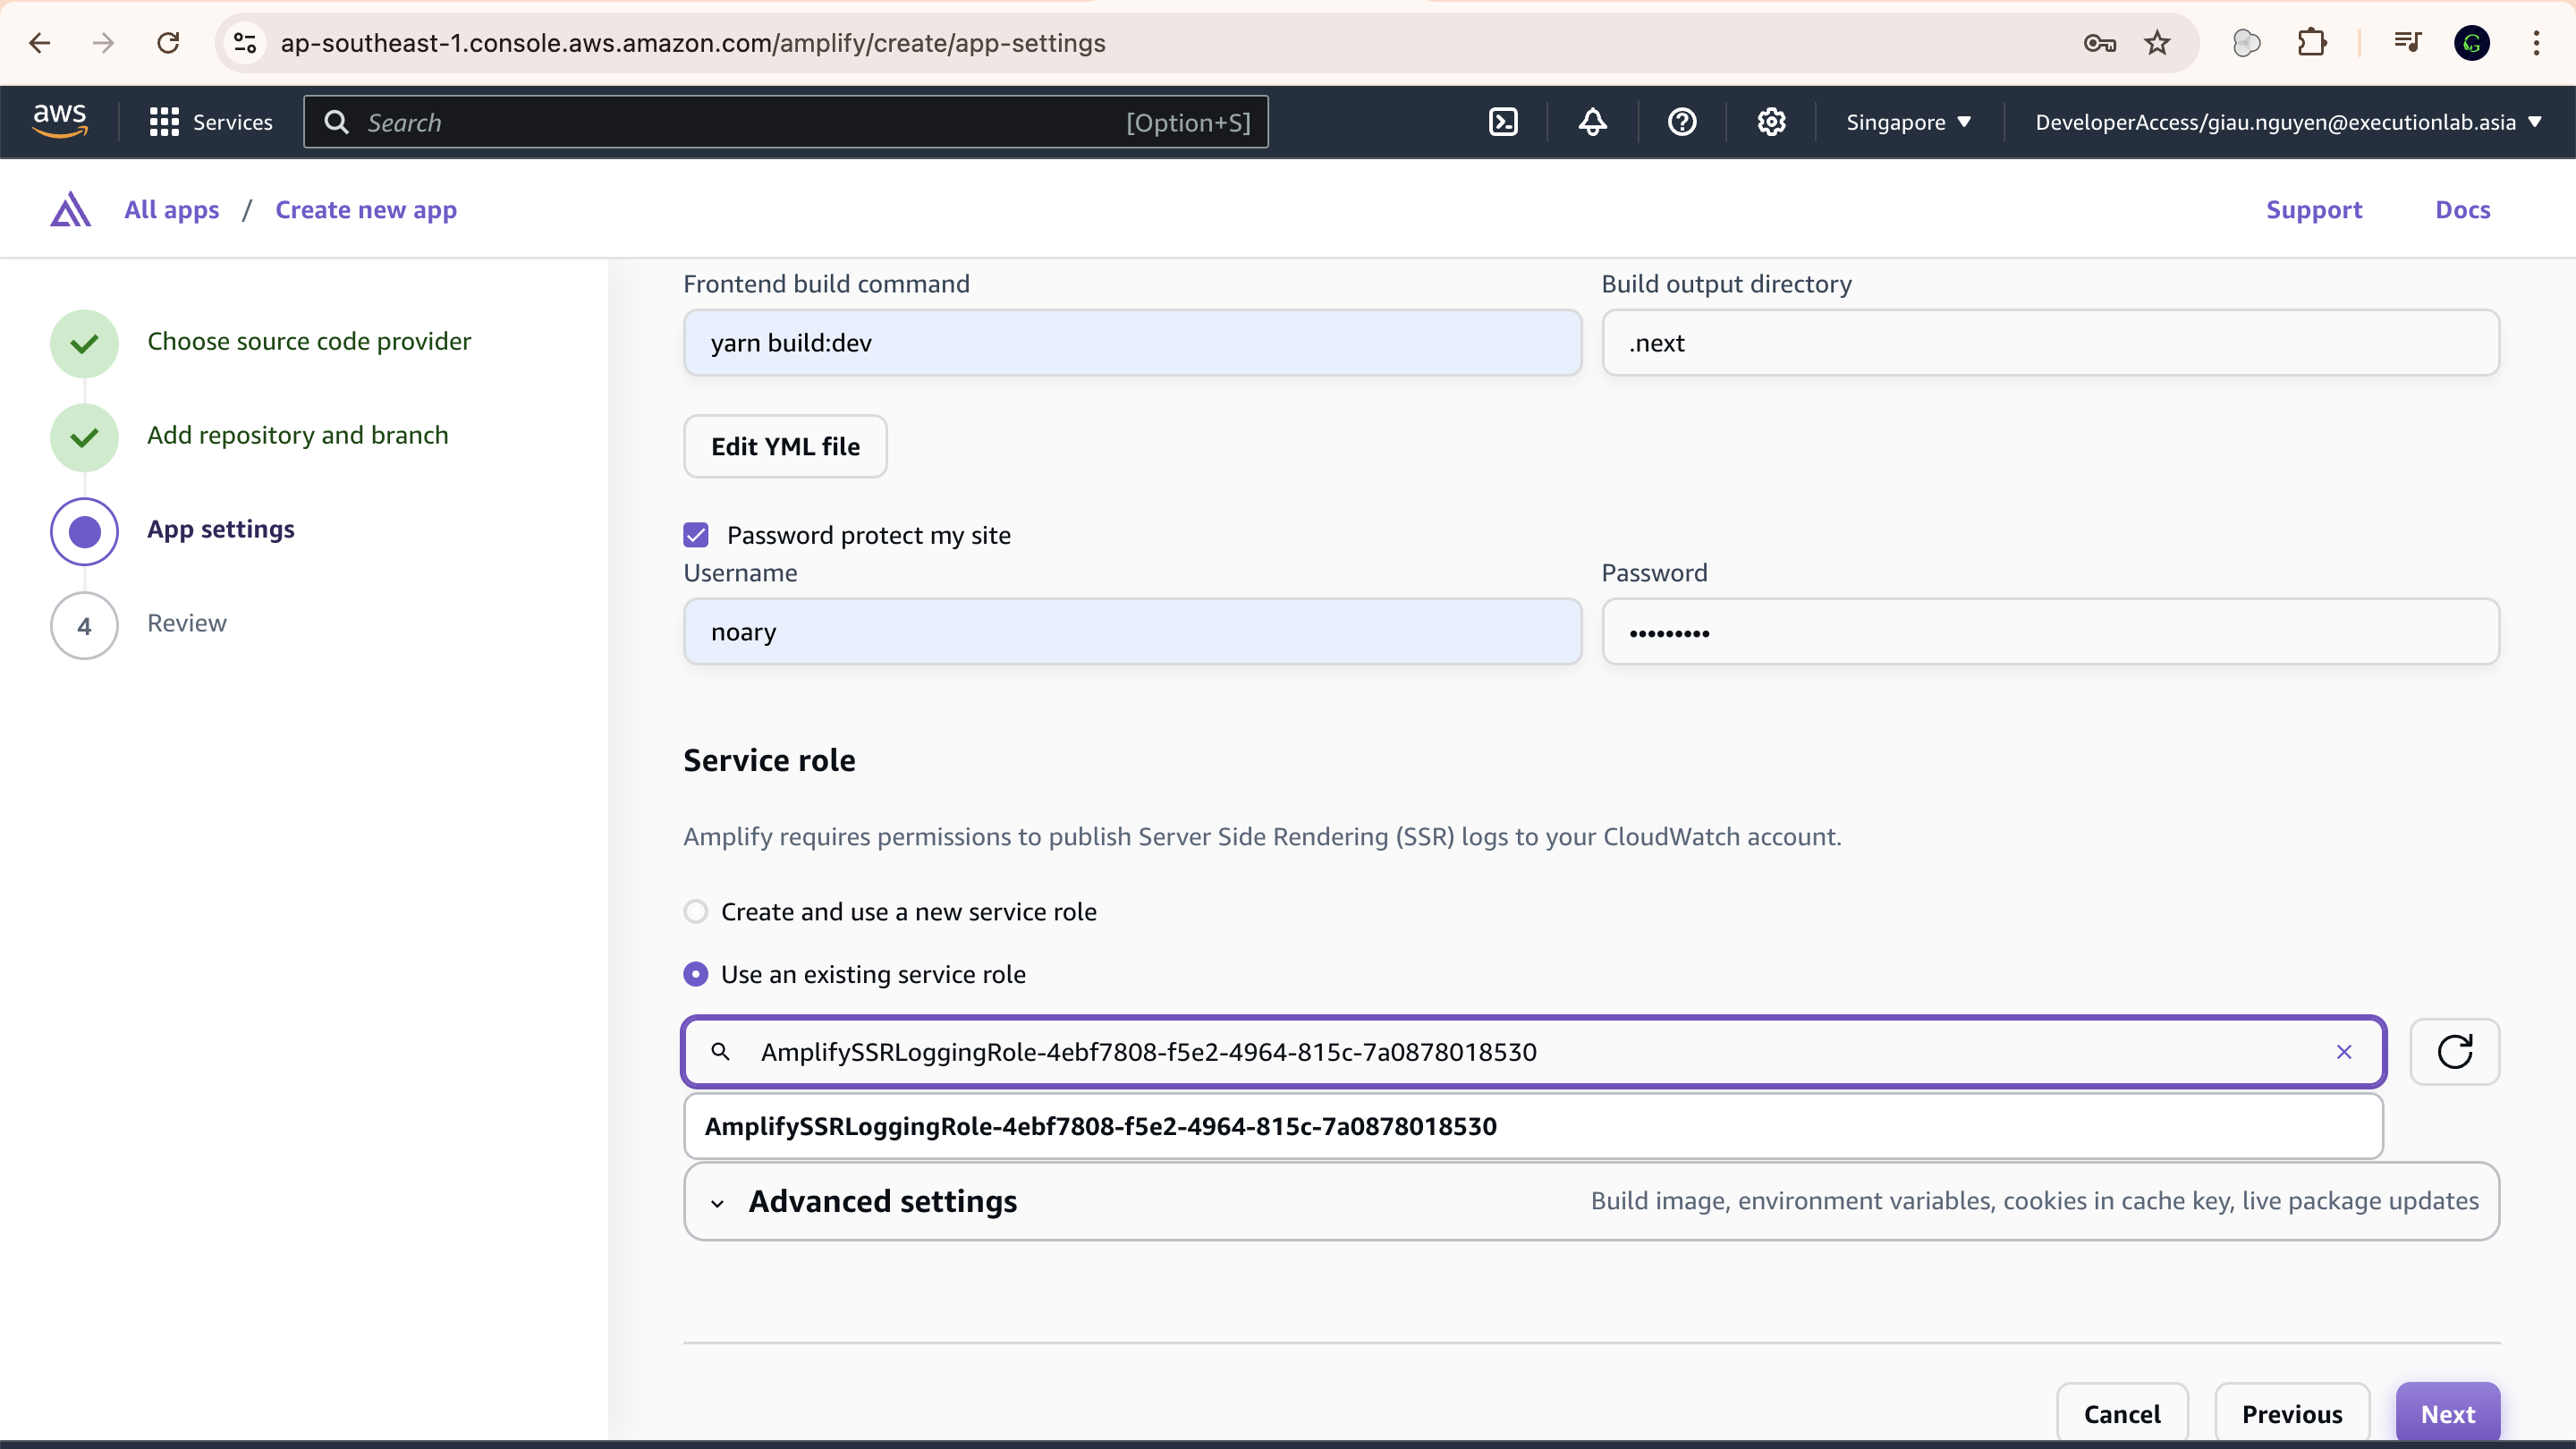 ap-southeast-1.console.aws.amazon.com/amplify/create/app-settings
aws
Services
Search
[Option+S]
Singapore
DeveloperAccess/giau.nguyen@executionlab.asia
All apps / Create new app
Support
Docs
Choose source code provider
Add repository and branch
App settings
4
Review
Frontend build command
Build output directory
yarn build:dev
.next
Edit YML file
Password protect my site
Username
Password
noary
•••••••••
Service role
Amplify requires permissions to publish Server Side Rendering (SSR) logs to your CloudWatch account.
Create and use a new service role
Use an existing service role
AmplifySSRLoggingRole-4ebf7808-f5e2-4964-815c-7a0878018530
AmplifySSRLoggingRole-4ebf7808-f5e2-4964-815c-7a0878018530
Advanced settings
Build image, environment variables, cookies in cache key, live package updates
Cancel
Previous
Next